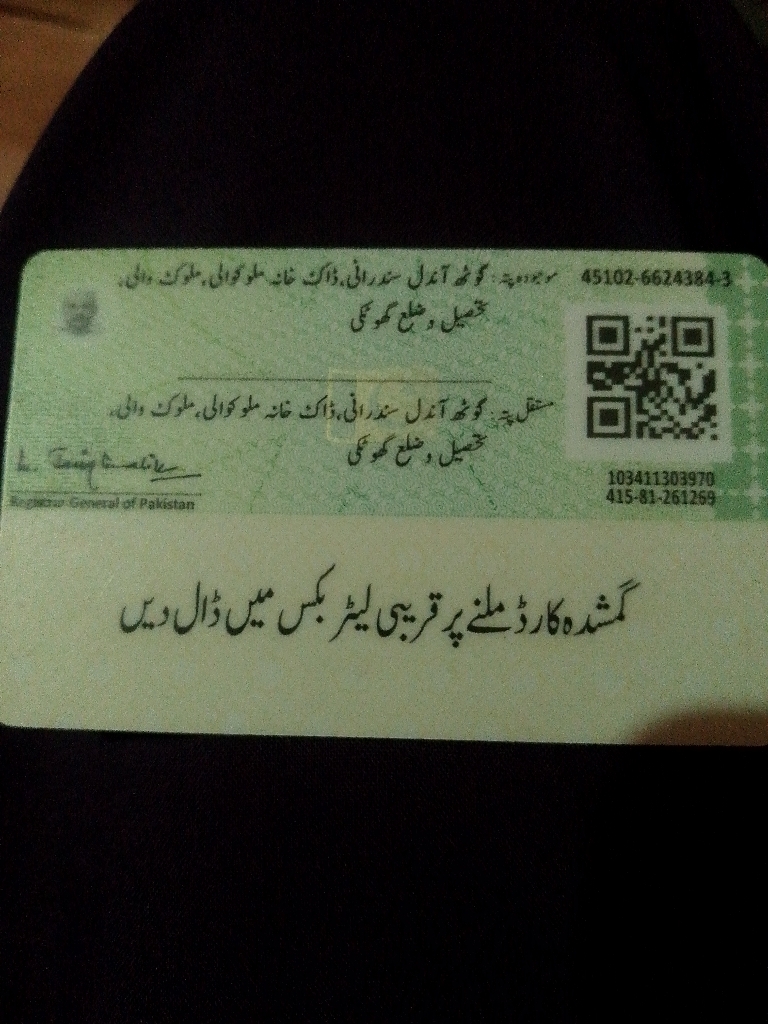 موجودہ پتہ: گوٹھ آندل سندرانی، ڈاک خانہ ملوکوالی، ملوک والی، 45102-6624384-3
تحصیل و ضلع گھوٹکی
مستقل پتہ: گوٹھ آندل سندرانی، ڈاک خانہ ملوکوالی، ملوک والی،
تحصیل و ضلع گھوٹکی
103411303970
415-81-261269
Registrar General of Pakistan
گمشدہ کارڈ ملنے پر قریبی لیٹر بکس میں ڈال دیں